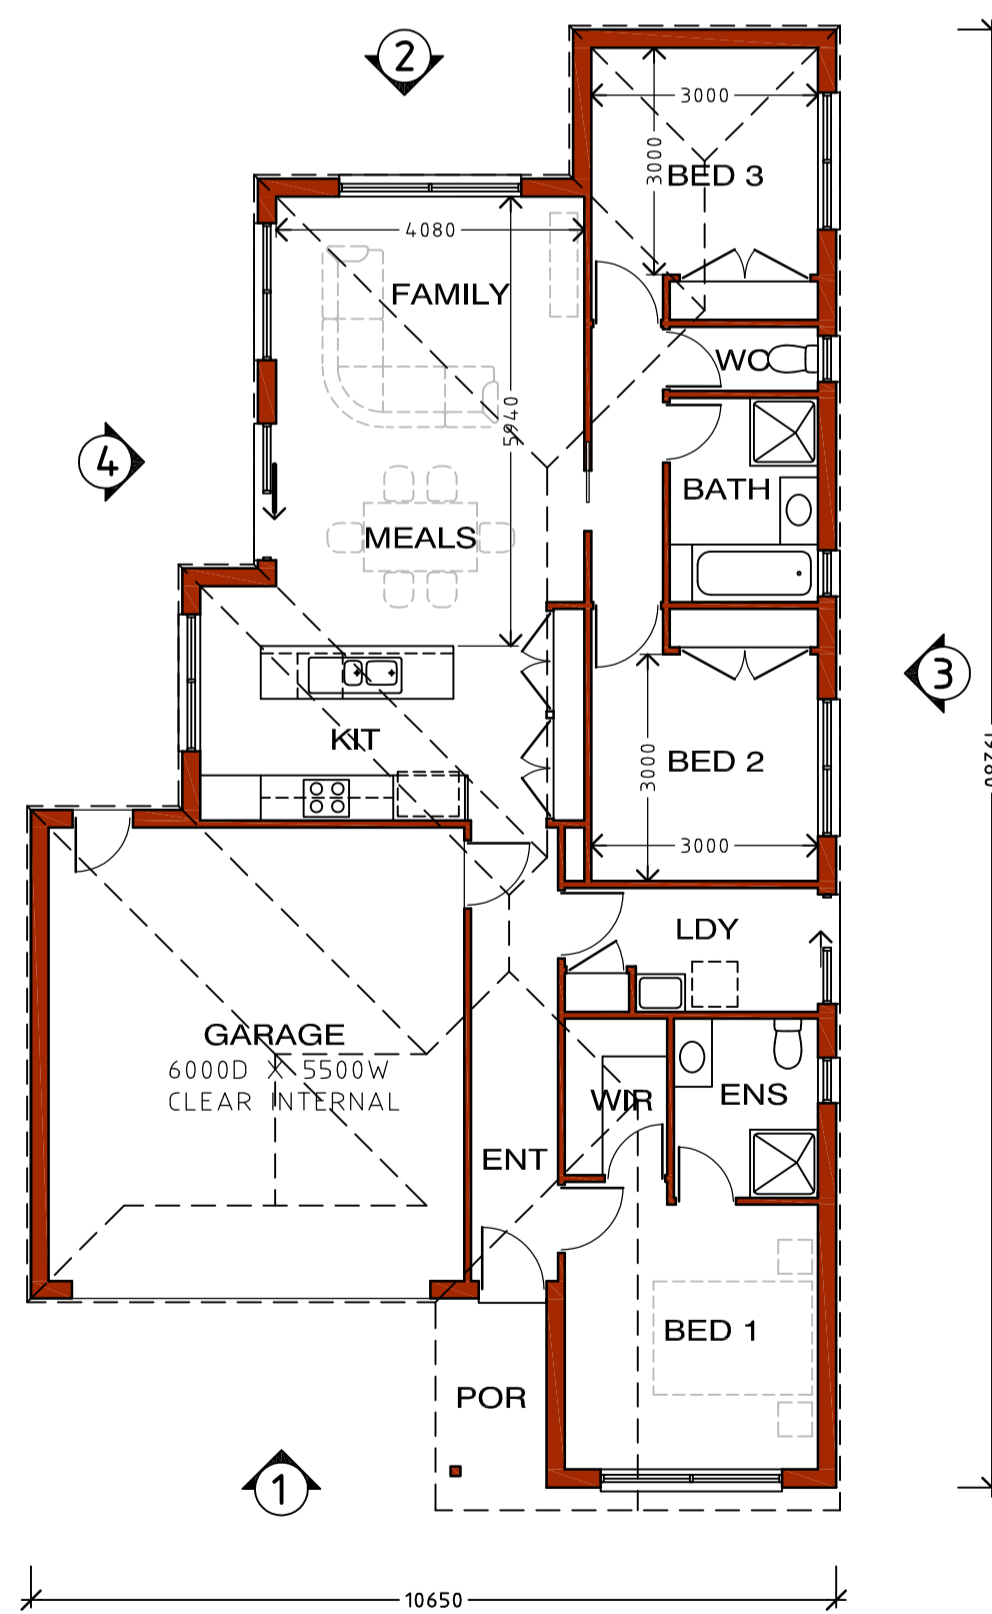 2
3000
3000
BED 3
4080
FAMILY
WC
5940
4
BATH
MEALS
3
KIT
BED 2
3000
19280
3000
LDY
GARAGE
6000D X 5500W
CLEAR INTERNAL
WIR
ENS
ENT
BED 1
POR
1
10650